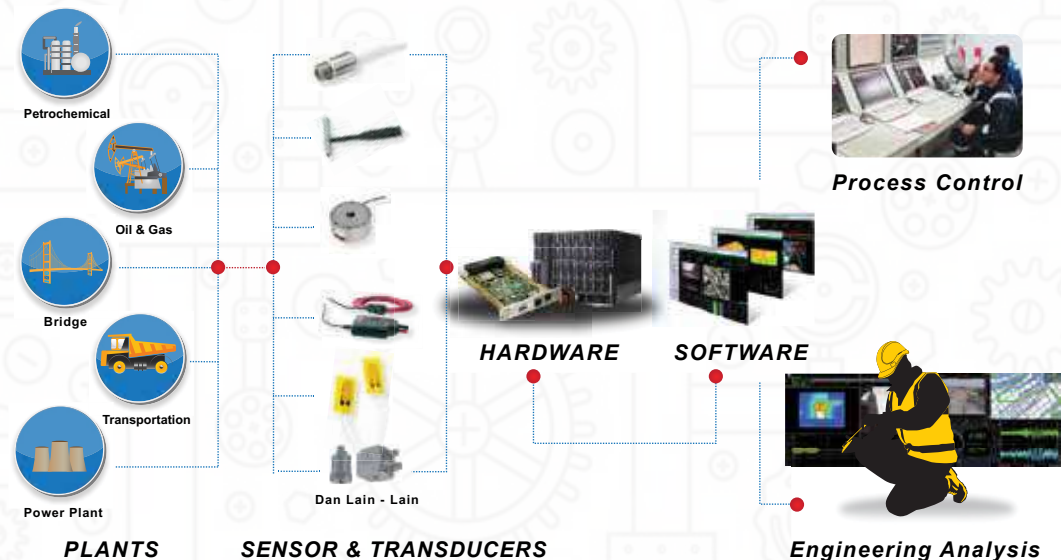 Petrochemical
Oil & Gas
Bridge
Transportation
Power Plant
PLANTS
Dan Lain - Lain
SENSOR & TRANSDUCERS
HARDWARE
SOFTWARE
Process Control
Engineering Analysis